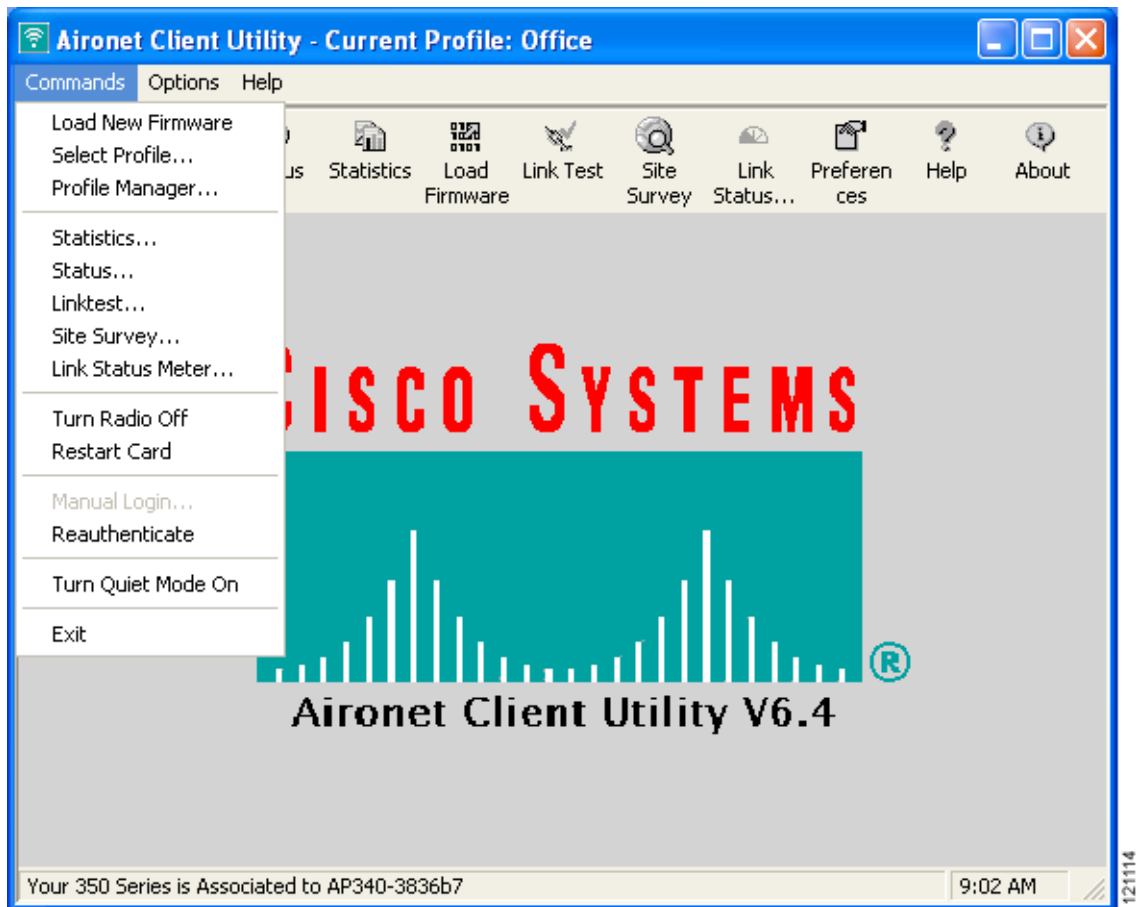 Aironet Client Utility - Current Profile: Office
Commands Options Help
Load New Firmware
Select Profile...
Profile Manager...
Statistics...
Status...
Linktest...
Site Survey...
Link Status Meter...
Turn Radio Off
Restart Card
Manual Login...
Reauthenticate
Turn Quiet Mode On
Exit
us
Statistics
Load
Firmware
Link Test
Site
Survey
Link
Status...
Preferen
ces
Help
About
CISCO SYSTEMS
®
Aironet Client Utility V6.4
Your 350 Series is Associated to AP340-3836b7
9:02 AM
121114